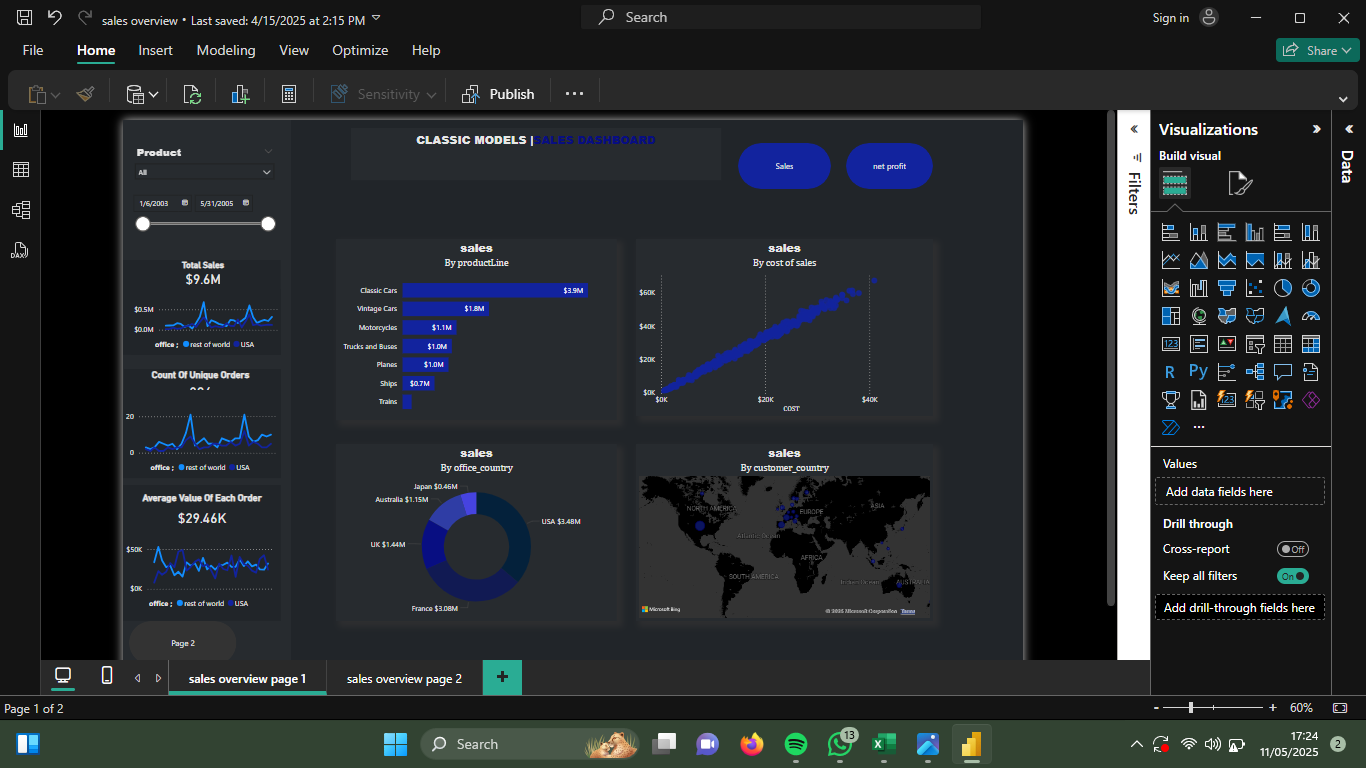 sales overview • Last saved: 4/15/2025 at 2:15 PM
Search
Sign in
File
Home
Insert
Modeling
View
Optimize
Help
Share
Sensitivity
Publish
Product
All
1/6/2003
5/31/2005
CLASSIC MODELS |SALES DASHBOARD
Sales
net profit
Total Sales
$9.6M
$0.5M
$0.0M
office ; rest of world USA
Count Of Unique Orders
20
0
office ; rest of world USA
Average Value Of Each Order
$29.46K
$50K
$0K
office ; rest of world USA
Page 2
sales
By productLine
Classic Cars $3.9M
Vintage Cars $1.8M
Motorcycles $1.1M
Trucks and Buses $1.0M
Planes $1.0M
Ships $0.7M
Trains
sales
By cost of sales
$60K
$40K
$20K
$0K
$0K $20K $40K
COST
sales
By office_country
Japan $0.46M
Australia $1.15M
USA $3.48M
UK $1.44M
France $3.08M
sales
By customer_country
NORTH AMERICA
EUROPE
ASIA
Atlantic Ocean
AFRICA
SOUTH AMERICA
Indian Ocean
AUSTRALIA
Microsoft Bing
© 2025 Microsoft Corporation Terms
Filters
Visualizations
Build visual
Data
R Py
123
Values
Add data fields here
Drill through
Cross-report
Off
Keep all filters
On
Add drill-through fields here
sales overview page 1
sales overview page 2
+
Page 1 of 2
- + 60%
Search
13
17:24
11/05/2025
2